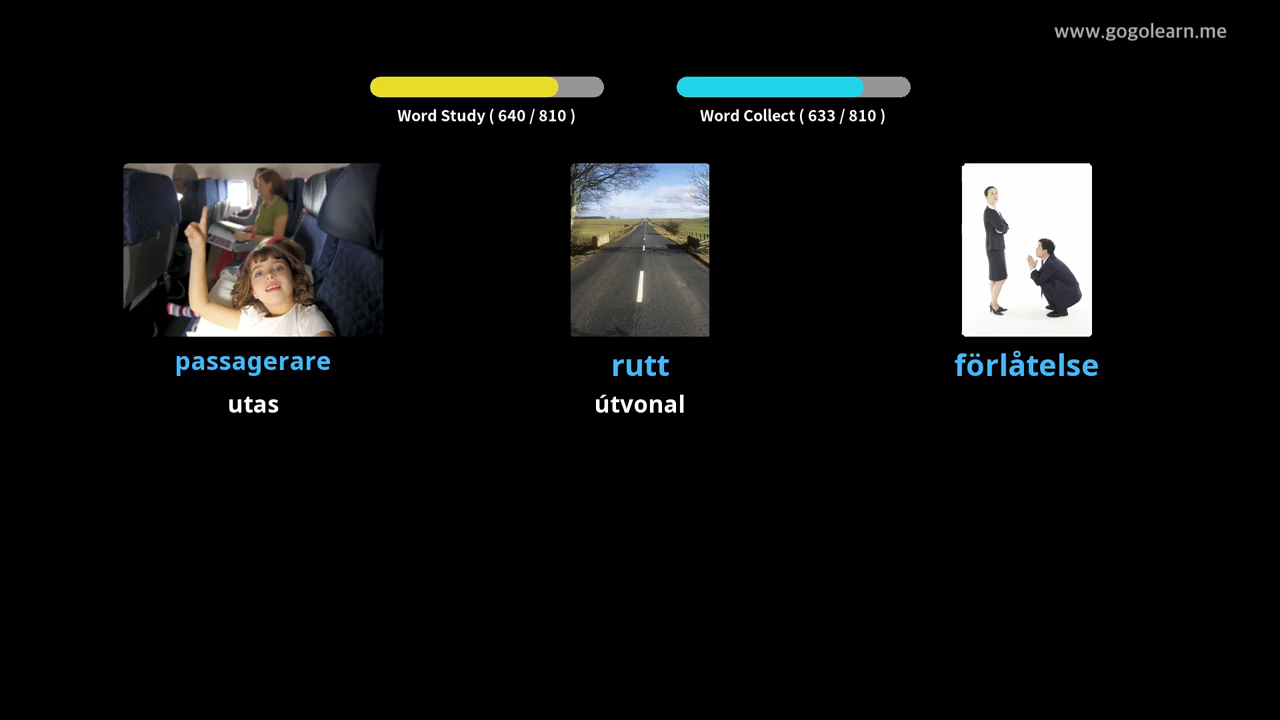 www.gogolearn.me
Word Study ( 640 / 810 )
Word Collect ( 633 / 810 )
passagerare
rutt
förlåtelse
utas
útvonal